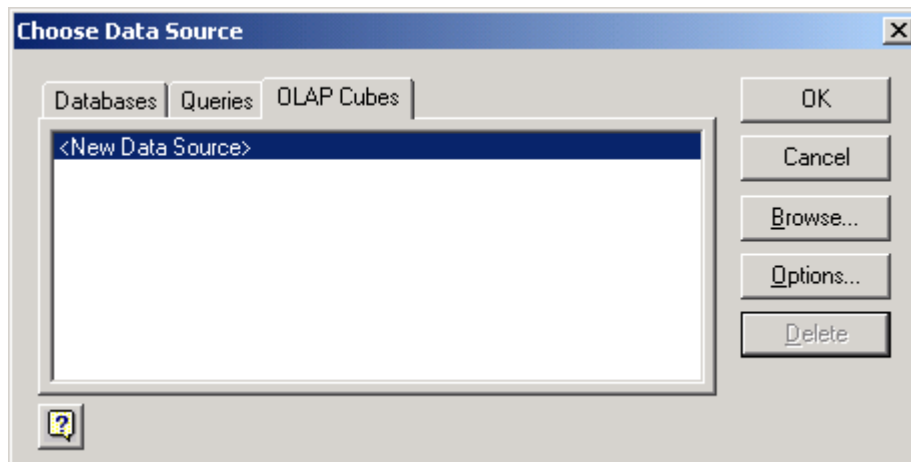 Choose Data Source
Databases Queries OLAP Cubes
<New Data Source>
OK
Cancel
Browse...
Options...
Delete
?